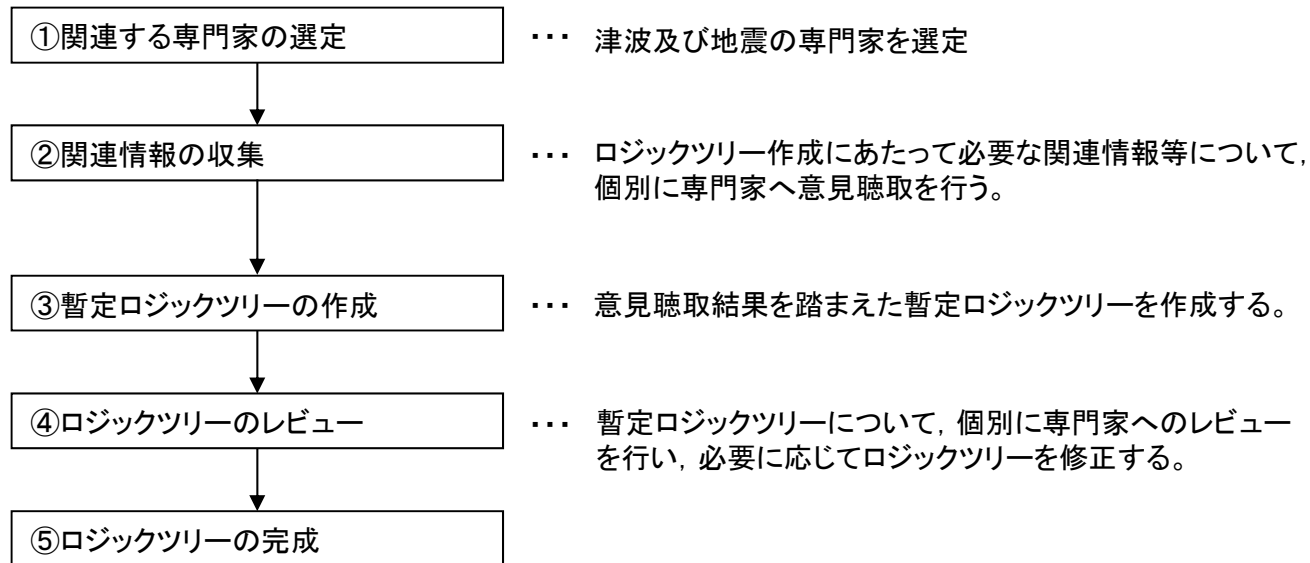 ①関連する専門家の選定
・・・ 津波及び地震の専門家を選定
②関連情報の収集
・・・ ロジックツリー作成にあたって必要な関連情報等について,
個別に専門家へ意見聴取を行う。
③暫定ロジックツリーの作成
・・・ 意見聴取結果を踏まえた暫定ロジックツリーを作成する。
④ロジックツリーのレビュー
・・・ 暫定ロジックツリーについて, 個別に専門家へのレビュー
を行い, 必要に応じてロジックツリーを修正する。
⑤ロジックツリーの完成